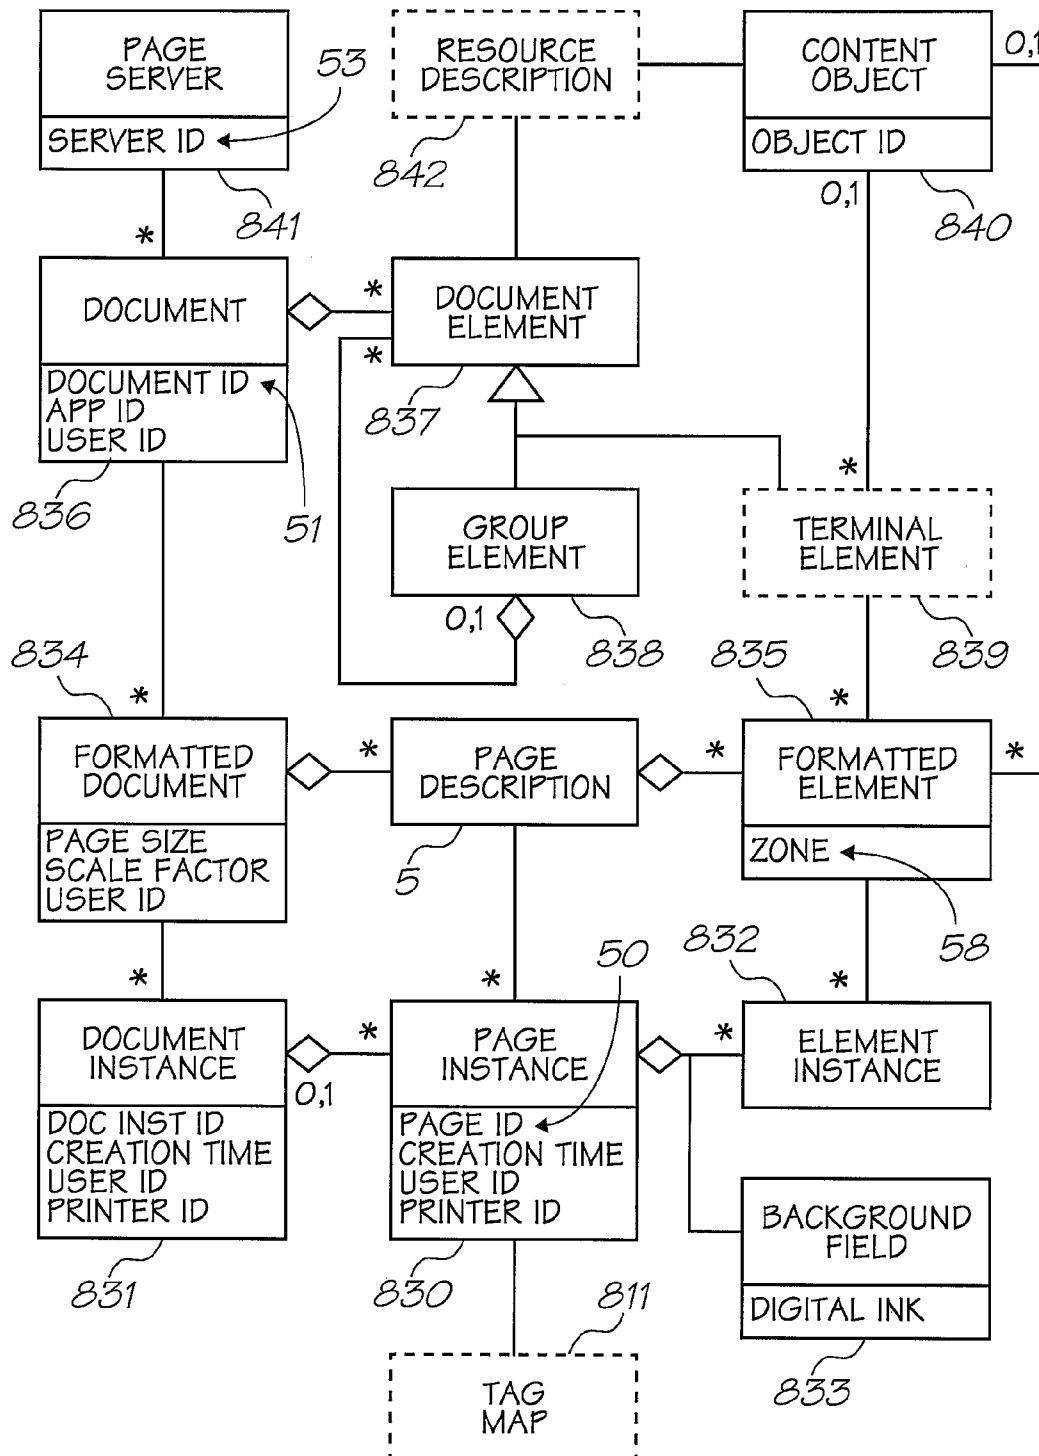 PAGE
SERVER
SERVER ID
53
841
RESOURCE
DESCRIPTION
842
CONTENT
OBJECT
OBJECT ID
0,1
0,1
840
*
DOCUMENT
DOCUMENT ID
APP ID
USER ID
836
51
*
*
DOCUMENT
ELEMENT
837
GROUP
ELEMENT
0,1
838
*
TERMINAL
ELEMENT
839
834
*
FORMATTED
DOCUMENT
PAGE SIZE
SCALE FACTOR
USER ID
*
PAGE
DESCRIPTION
5
835
*
*
FORMATTED
ELEMENT
*
ZONE
58
*
DOCUMENT
INSTANCE
0,1
DOC INST ID
CREATION TIME
USER ID
PRINTER ID
831
*
*
50
PAGE
INSTANCE
PAGE ID
CREATION TIME
USER ID
PRINTER ID
830
832
*
*
ELEMENT
INSTANCE
BACKGROUND
FIELD
DIGITAL INK
833
811
TAG
MAP